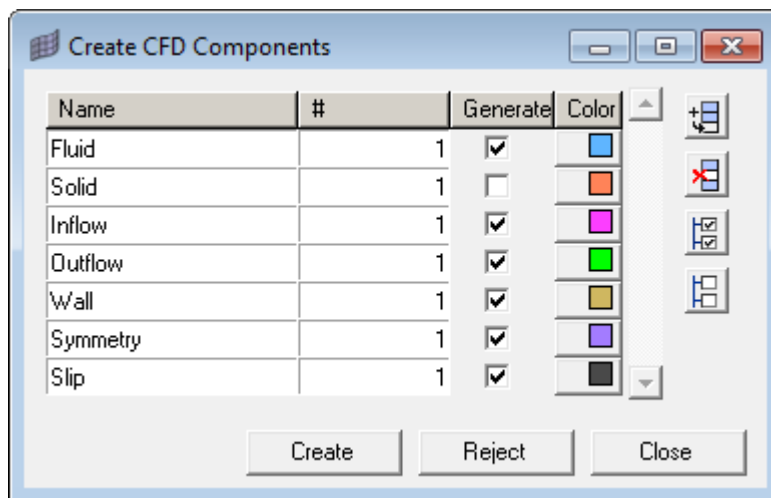 Create CFD Components
Name # Generate Color
Fluid 1
Solid 1
Inflow 1
Outflow 1
Wall 1
Symmetry 1
Slip 1
Create Reject Close